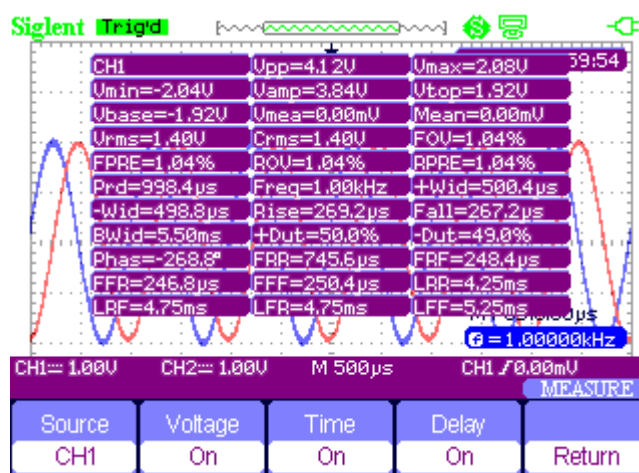 Siglent Trig'd
59:54
CH1 Vpp=4.12V Vmax=2.08V
Vmin=-2.04V Vamp=3.84V Vtop=1.92V
Vbase=-1.92V Vmea=0.00mV Mean=0.00mV
Vrms=1.40V Crms=1.40V FOV=1.04%
FPRE=1.04% ROV=1.04% RPRE=1.04%
Prd=998.4µs Freq=1.00kHz +Wid=500.4µs
-Wid=498.8µs Rise=269.2µs Fall=267.2µs
BWid=5.50ms +Dut=50.0% -Dut=49.0%
Phas=-268.8° FRR=745.6µs FRF=248.4µs
FFR=246.8µs FFF=250.4µs LRR=4.25ms
LRF=4.75ms LFR=4.75ms LFF=5.25ms
f = 1.00000kHz
CH1 1.00V CH2 1.00V M 500µs CH1 0.00mV
MEASURE
Source Voltage Time Delay
CH1 On On On Return